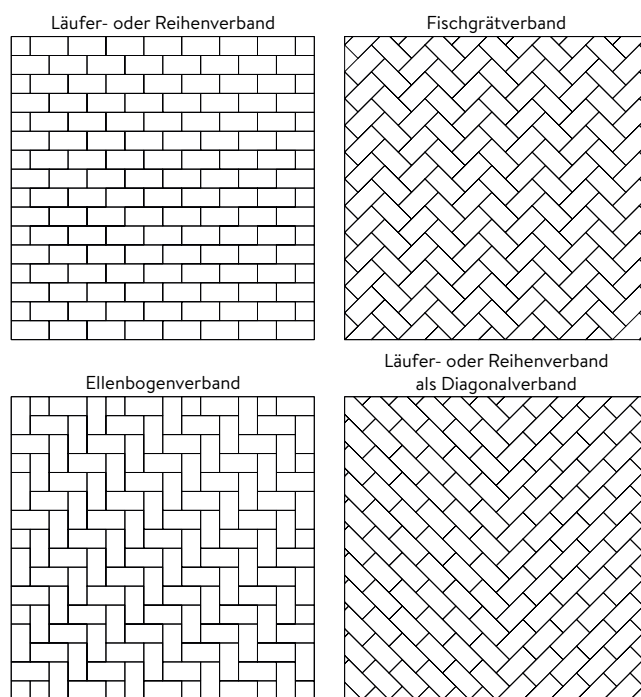 Läufer- oder Reihenverband
Fischgrätverband
Ellenbogenverband
Läufer- oder Reihenverband
als Diagonalverband